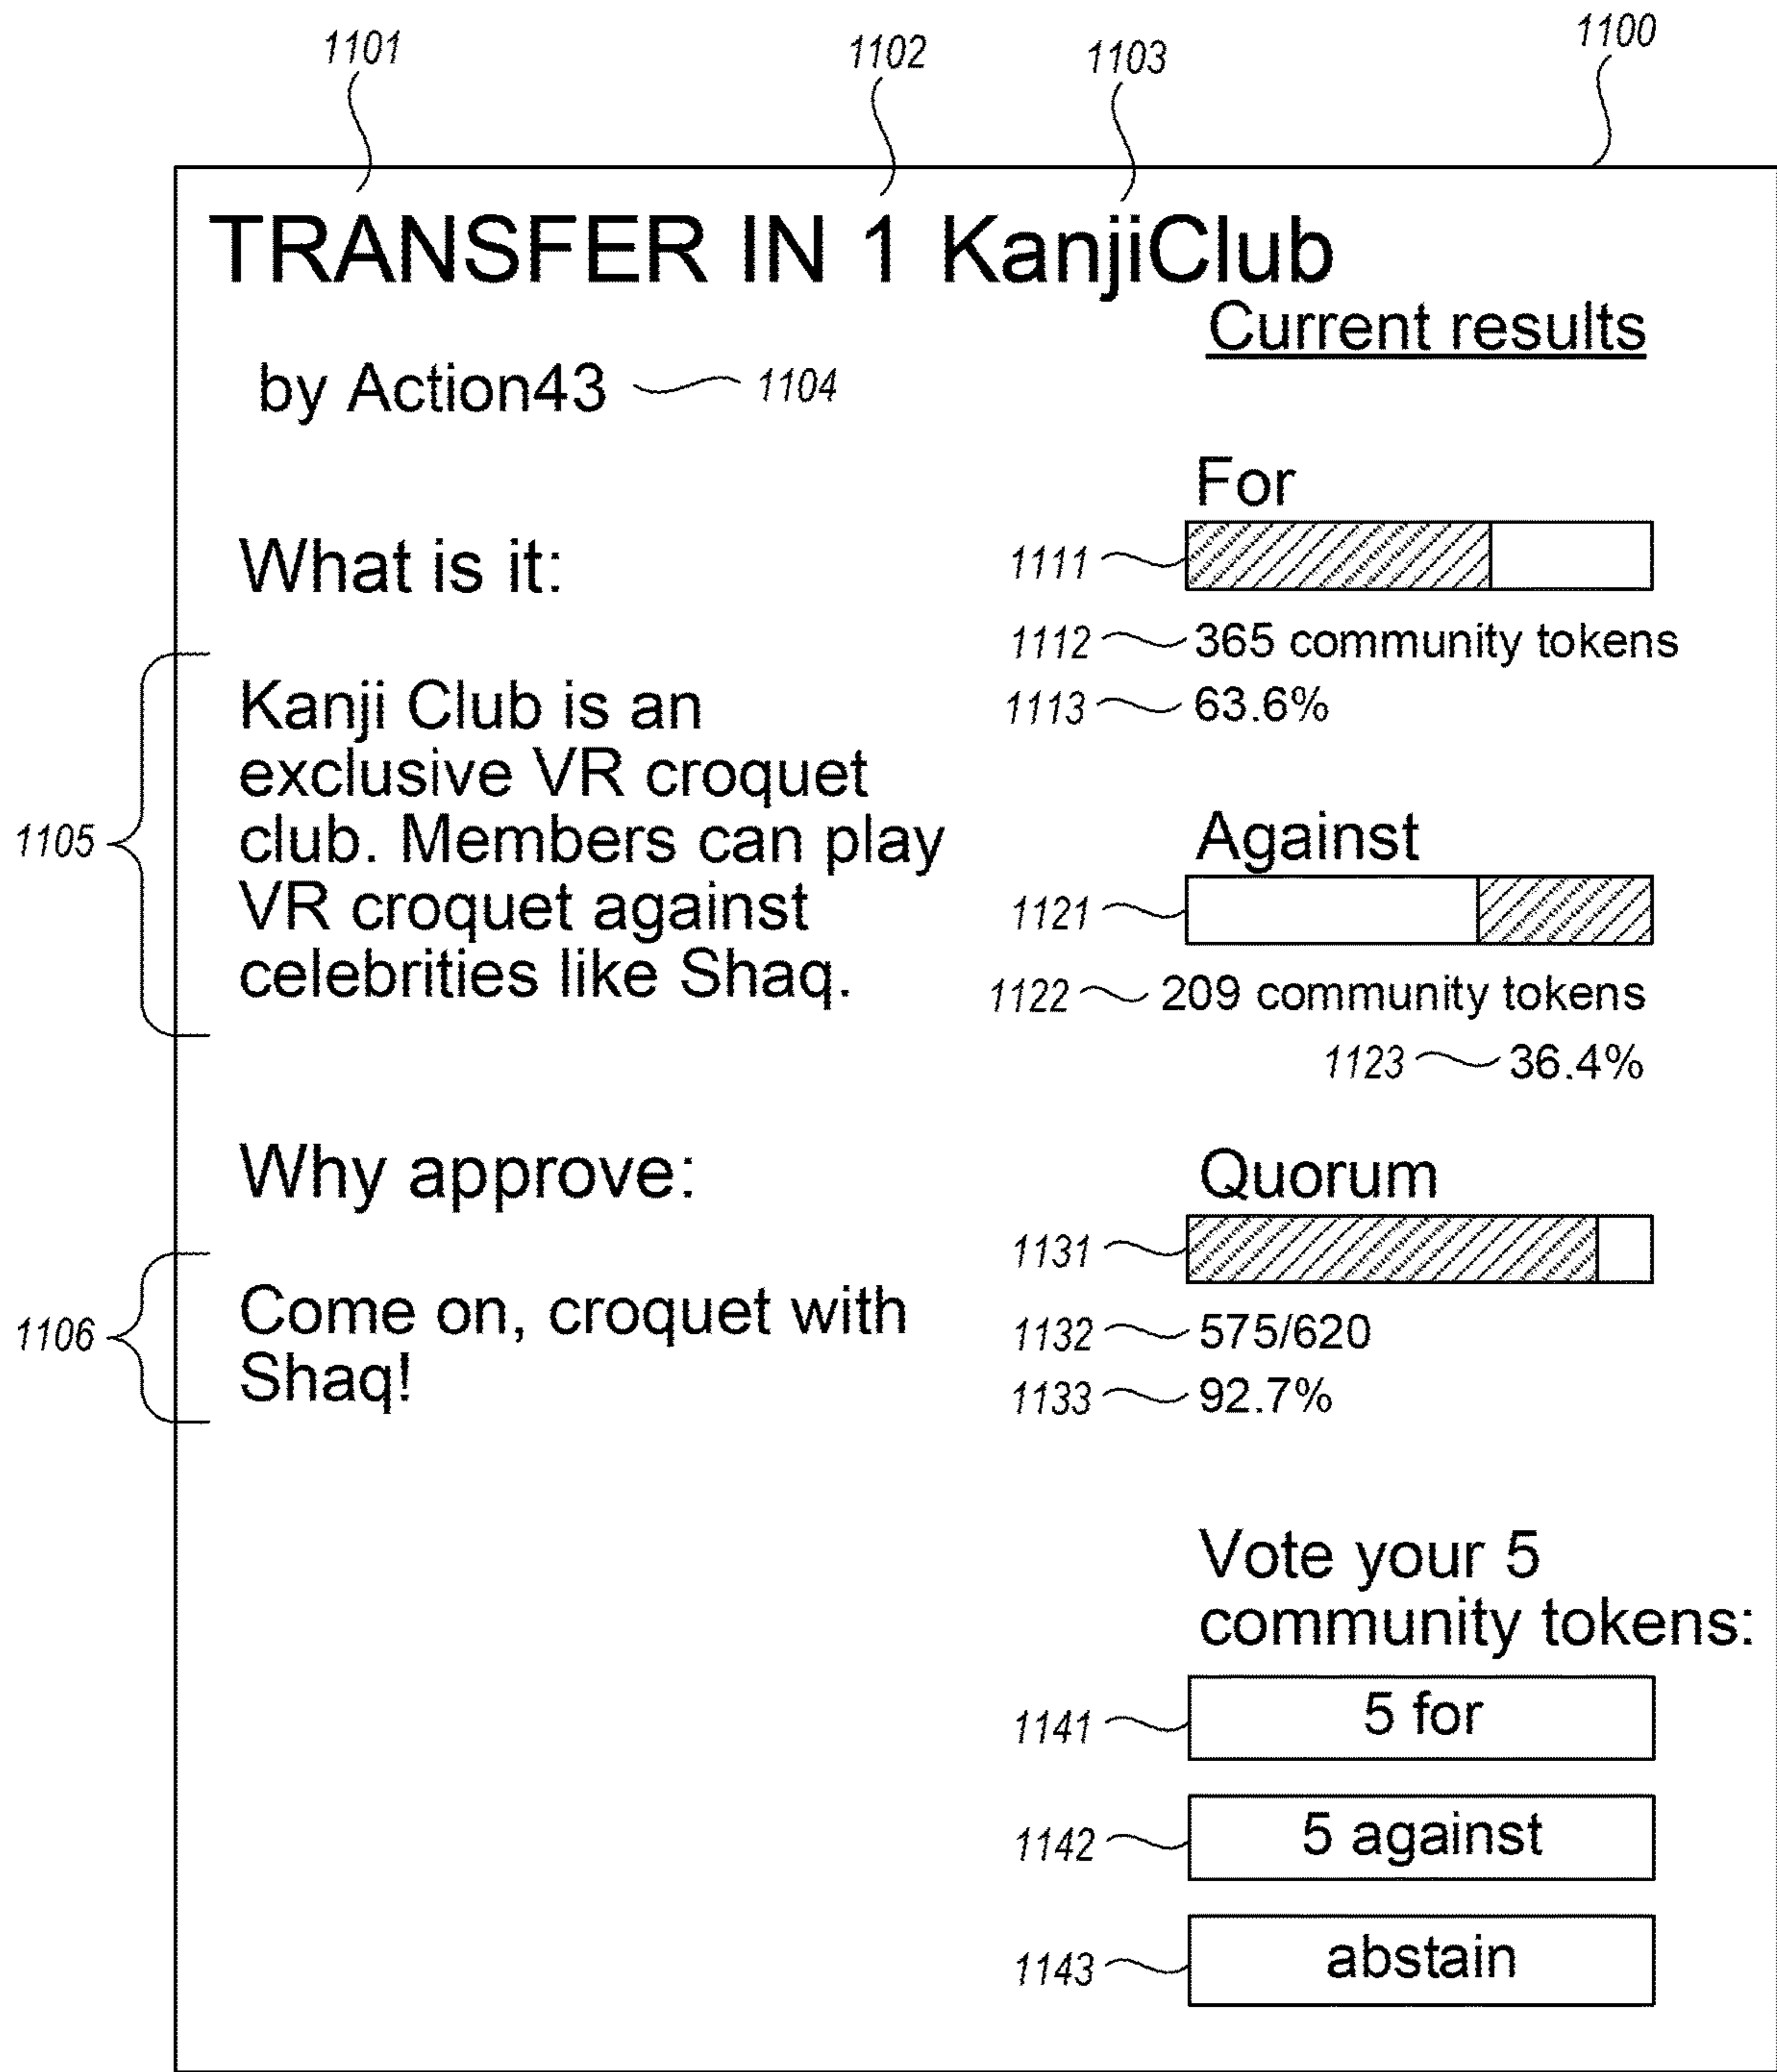 1101
1102
1103
1100
TRANSFER IN 1 KanjiClub
by Action43
1104
What is it:
1105
Kanji Club is an
exclusive VR croquet
club. Members can play
VR croquet against
celebrities like Shaq.
Why approve:
1106
Come on, croquet with
Shaq!
Current results
For
1111
1112
365 community tokens
1113
63.6%
Against
1121
1122
209 community tokens
1123
36.4%
Quorum
1131
1132
575/620
1133
92.7%
Vote your 5
community tokens:
1141
5 for
1142
5 against
1143
abstain